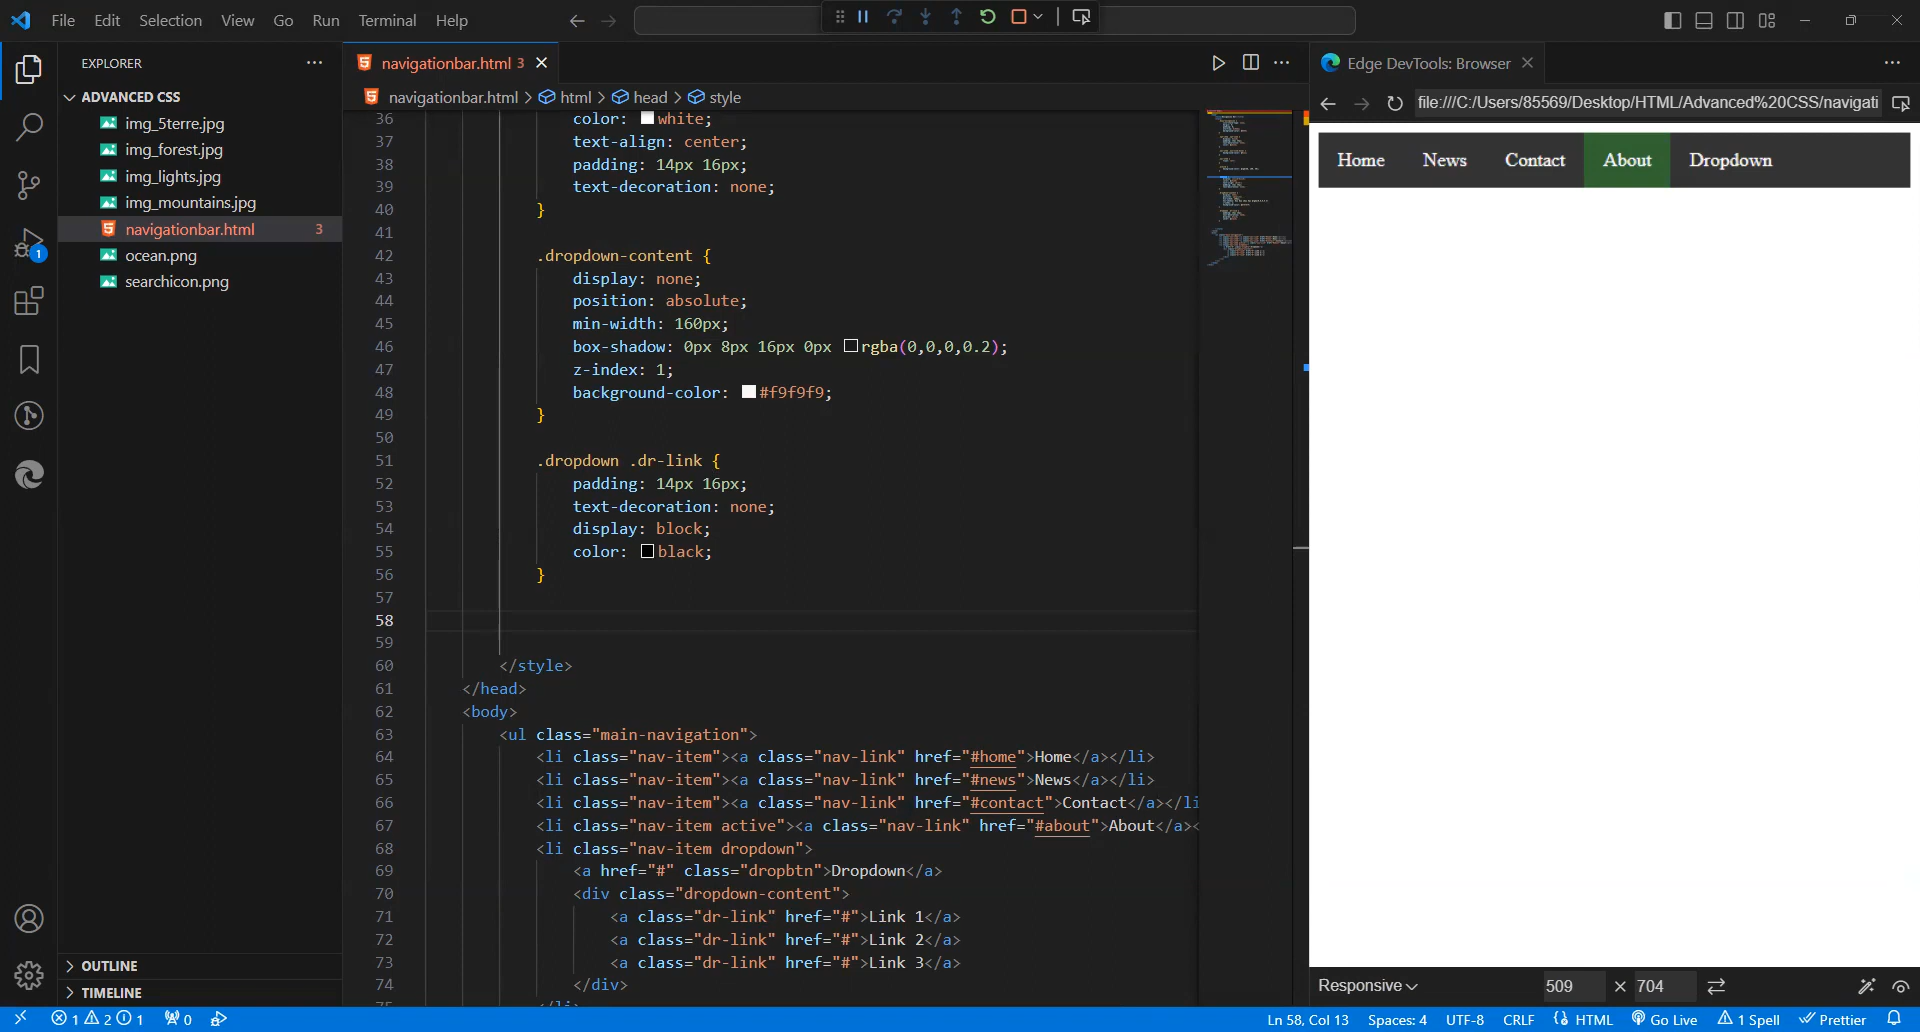 File Edit Selection View Go Run Terminal Help
EXPLORER
ADVANCED CSS
img_5terre.jpg
img_forest.jpg
img_lights.jpg
img_mountains.jpg
navigationbar.html 3
ocean.png
searchicon.png
OUTLINE
TIMELINE
1
navigationbar.html 3
navigationbar.html > html > head > style
36 color: white;
37 text-align: center;
38 padding: 14px 16px;
39 text-decoration: none;
40 }
41
42 .dropdown-content {
43 display: none;
44 position: absolute;
45 min-width: 160px;
46 box-shadow: 0px 8px 16px 0px rgba(0,0,0,0.2);
47 z-index: 1;
48 background-color: #f9f9f9;
49 }
50
51 .dropdown .dr-link {
52 padding: 14px 16px;
53 text-decoration: none;
54 display: block;
55 color: black;
56 }
57
58
59
60 </style>
61 </head>
62 <body>
63 <ul class="main-navigation">
64 <li class="nav-item"><a class="nav-link" href="#home">Home</a></li>
65 <li class="nav-item"><a class="nav-link" href="#news">News</a></li>
66 <li class="nav-item"><a class="nav-link" href="#contact">Contact</a></li
67 <li class="nav-item active"><a class="nav-link" href="#about">About</a><
68 <li class="nav-item dropdown">
69 <a href="#" class="dropbtn">Dropdown</a>
70 <div class="dropdown-content">
71 <a class="dr-link" href="#">Link 1</a>
72 <a class="dr-link" href="#">Link 2</a>
73 <a class="dr-link" href="#">Link 3</a>
74 </div>
75 </li>
Edge DevTools: Browser
file:///C:/Users/85569/Desktop/HTML/Advanced%20CSS/navigati
Home News Contact About Dropdown
Responsive 509 × 704
1 2 1 0
Ln 58, Col 13 Spaces: 4 UTF-8 CRLF HTML Go Live 1 Spell Prettier